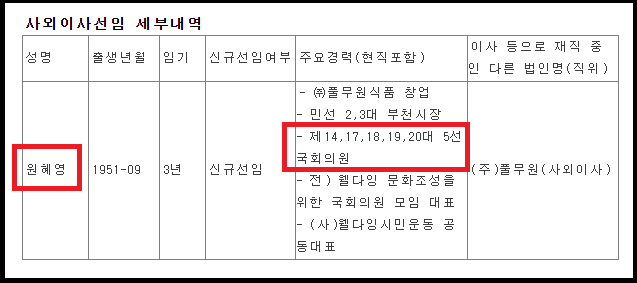 사외이사선임 세부내역
성명
출생년월
임기
신규선임여부
주요경력(현직포함)
이사 등으로 재직 중
인 다른 법인명(직위)
원혜영
1951-09
3년
신규선임
- ㈜풀무원식품 창업
- 민선 2,3대 부천시장
- 제14,17,18,19,20대 5선
국회의원
- 전) 웰다잉 문화조성을
위한 국회의원 모임 대표
- (사)웰다잉시민운동 공
동대표
(주)풀무원(사외이사)